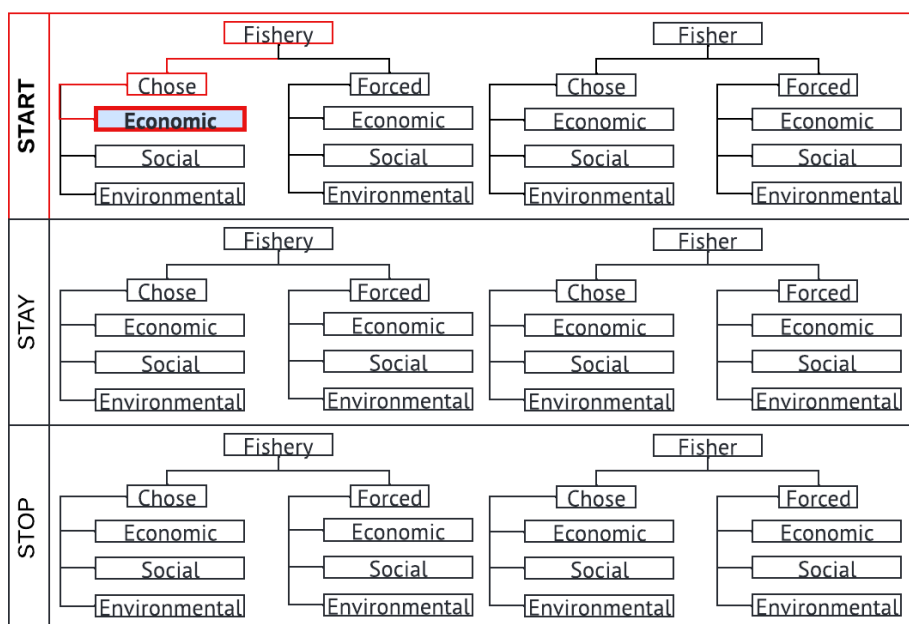 START
Fishery Fisher
Chose Forced Chose Forced
Economic Economic Economic Economic
Social Social Social Social
Environmental Environmental Environmental Environmental
STAY
Fishery Fisher
Chose Forced Chose Forced
Economic Economic Economic Economic
Social Social Social Social
Environmental Environmental Environmental Environmental
STOP
Fishery Fisher
Chose Forced Chose Forced
Economic Economic Economic Economic
Social Social Social Social
Environmental Environmental Environmental Environmental